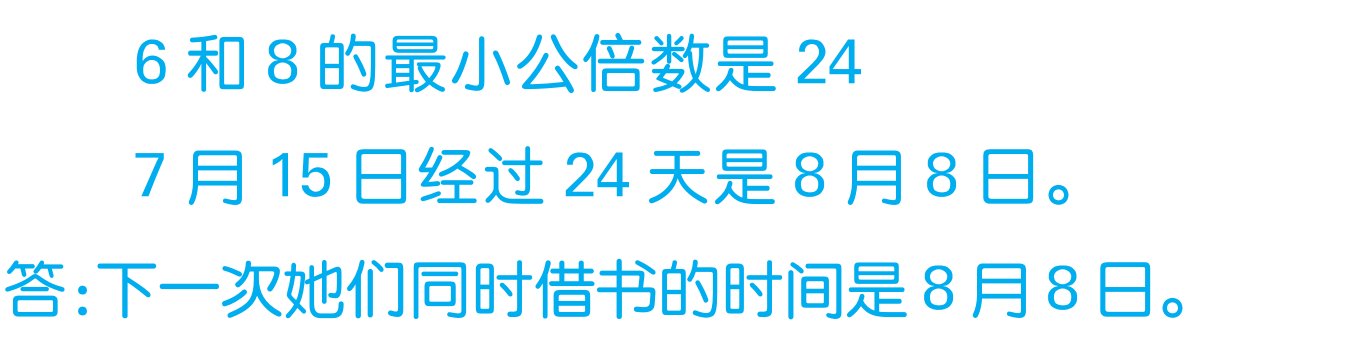 6 和 8 的最小公倍数是 24
7 月 15 日经过 24 天是 8 月 8 日。
答:下一次她们同时借书的时间是 8 月 8 日。